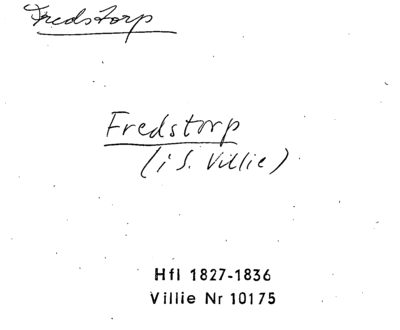 Fredstorp
Fredstorp
(i S. Villie)
Hfl 1827-1836
Villie Nr 10175